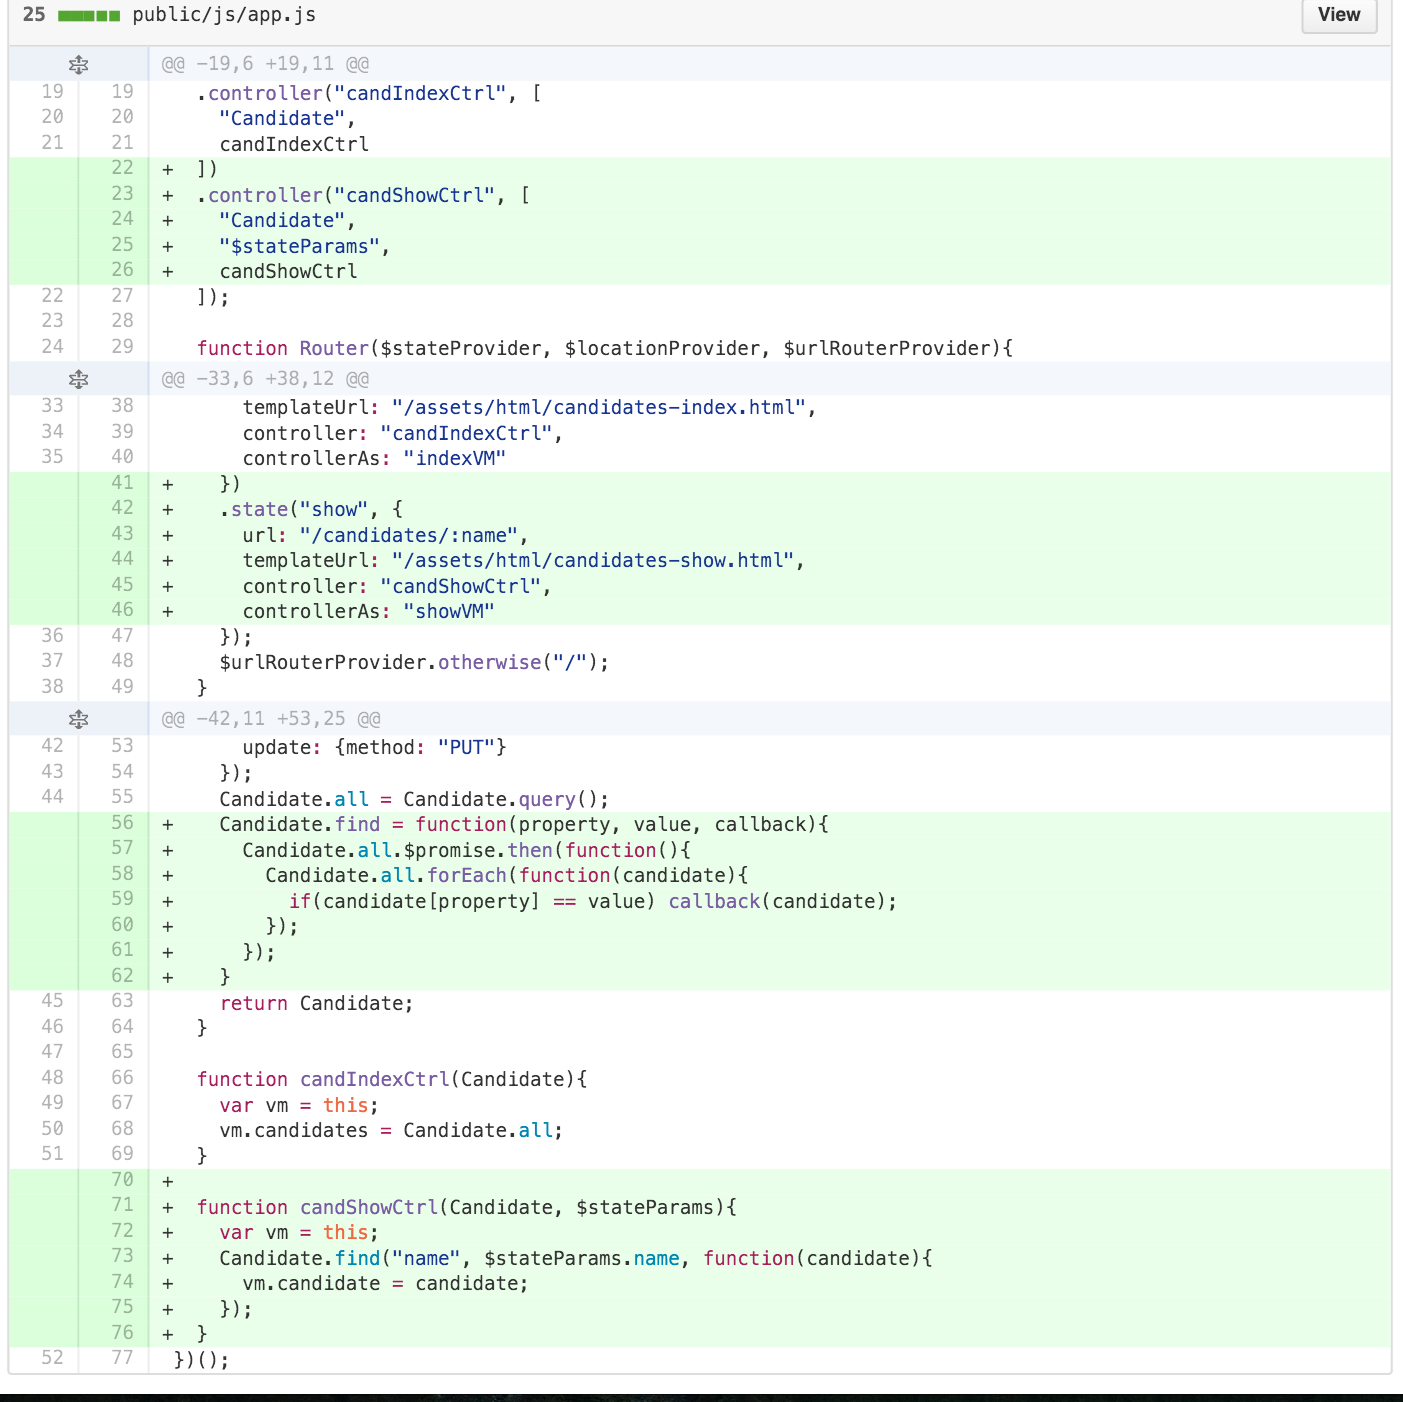 25 public/js/app.js View
@@ -19,6 +19,11 @@
19 19 .controller("candIndexCtrl", [
20 20 "Candidate",
21 21 candIndexCtrl
22 + ])
23 + .controller("candShowCtrl", [
24 + "Candidate",
25 + "$stateParams",
26 + candShowCtrl
22 27 ]);
23 28
24 29 function Router($stateProvider, $locationProvider, $urlRouterProvider){
@@ -33,6 +38,12 @@
33 38 templateUrl: "/assets/html/candidates-index.html",
34 39 controller: "candIndexCtrl",
35 40 controllerAs: "indexVM"
41 + })
42 + .state("show", {
43 + url: "/candidates/:name",
44 + templateUrl: "/assets/html/candidates-show.html",
45 + controller: "candShowCtrl",
46 + controllerAs: "showVM"
36 47 });
37 48 $urlRouterProvider.otherwise("/");
38 49 }
@@ -42,11 +53,25 @@
42 53 update: {method: "PUT"}
43 54 });
44 55 Candidate.all = Candidate.query();
56 + Candidate.find = function(property, value, callback){
57 + Candidate.all.$promise.then(function(){
58 + Candidate.all.forEach(function(candidate){
59 + if(candidate[property] == value) callback(candidate);
60 + });
61 + });
62 + }
45 63 return Candidate;
46 64 }
47 65
48 66 function candIndexCtrl(Candidate){
49 67 var vm = this;
50 68 vm.candidates = Candidate.all;
51 69 }
70 +
71 + function candShowCtrl(Candidate, $stateParams){
72 + var vm = this;
73 + Candidate.find("name", $stateParams.name, function(candidate){
74 + vm.candidate = candidate;
75 + });
76 + }
52 77 })();